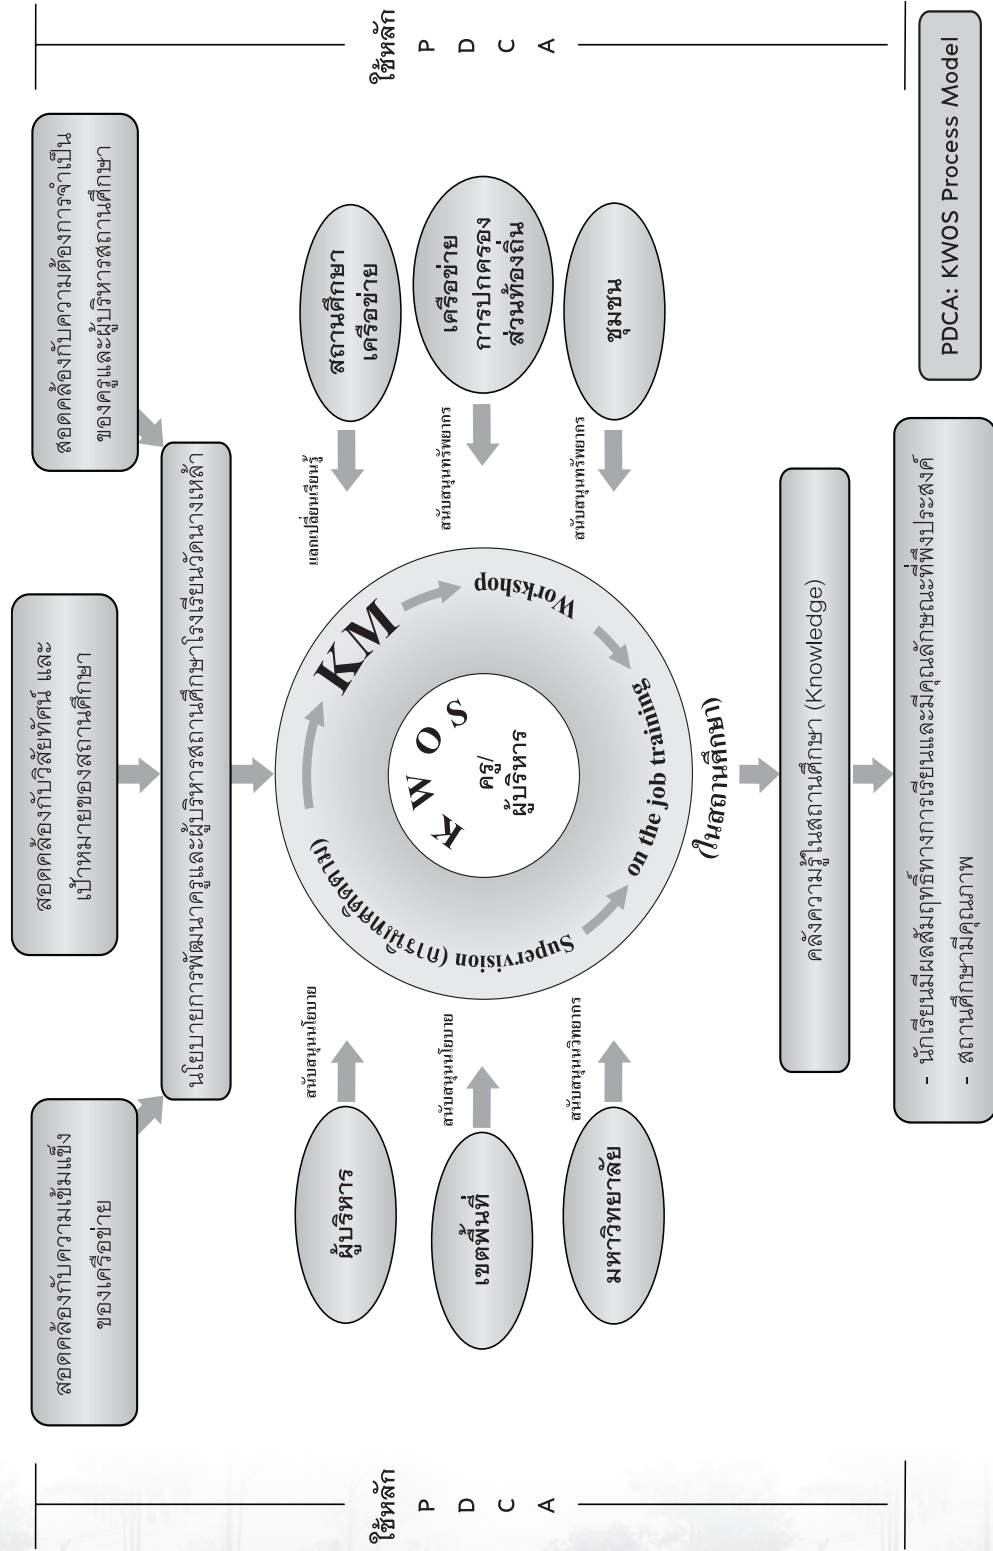 สอดคล้องกับความเข้มแข็ง
ของเครือข่าย
สอดคล้องกับวิสัยทัศน์ และ
เป้าหมายของสถานศึกษา
สอดคล้องกับความต้องการจำเป็น
ของครูและผู้บริหารสถานศึกษา
นโยบายการพัฒนาครูและผู้บริหารสถานศึกษาโรงเรียนวัดนางเหล้า
ใช้หลัก
P
D
C
A
ผู้บริหาร
สนับสนุนนโยบาย
เขตพื้นที่
สนับสนุนนโยบาย
มหาวิทยาลัย
สนับสนุนวิทยากร
KM
Workshop
on the job training
(ในสถานศึกษา)
Supervision (การนิเทศติดตาม)
K W O S
ครู/
ผู้บริหาร
แลกเปลี่ยนเรียนรู้
สถานศึกษา
เครือข่าย
สนับสนุนทรัพยากร
เครือข่าย
การปกครอง
ส่วนท้องถิ่น
สนับสนุนทรัพยากร
ชุมชน
ใช้หลัก
P
D
C
A
คลังความรู้ในสถานศึกษา (Knowledge)
- นักเรียนมีผลสัมฤทธิ์ทางการเรียนและมีคุณลักษณะที่พึงประสงค์
- สถานศึกษามีคุณภาพ
PDCA: KWOS Process Model